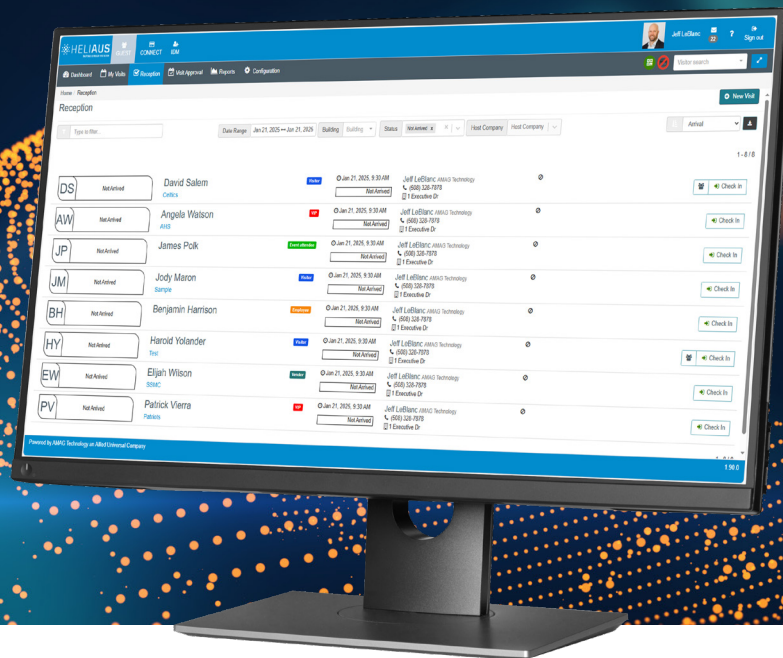 HELIAUS
GUEST
CONNECT
IDM
Jeff LeBlanc
22
?
Sign out
Dashboard
My Visits
Reception
Visit Approval
Reports
Configuration
Visitor search
Home
Reception
Reception
New Visit
Type to filter...
Date Range
Jan 21, 2025
Jan 21, 2025
Building
Building
Status
Not Arrived x
Host Company
Host Company
Arrival
1 - 8 / 8
DS Not Arrived David Salem Visitor Jan 21, 2025, 9:30 AM Jeff LeBlanc AMAG Technology
Celtics Not Arrived (508) 328-7878 Check In
1 Executive Dr
AW Not Arrived Angela Watson VIP Jan 21, 2025, 9:30 AM Jeff LeBlanc AMAG Technology
AHB Not Arrived (508) 328-7878 Check In
1 Executive Dr
JP Not Arrived James Polk Event attendee Jan 21, 2025, 9:30 AM Jeff LeBlanc AMAG Technology
Not Arrived (508) 328-7878 Check In
1 Executive Dr
JM Not Arrived Jody Maron Visitor Jan 21, 2025, 9:30 AM Jeff LeBlanc AMAG Technology
Sample Not Arrived (508) 328-7878 Check In
1 Executive Dr
BH Not Arrived Benjamin Harrison Employee Jan 21, 2025, 9:30 AM Jeff LeBlanc AMAG Technology
Not Arrived (508) 328-7878 Check In
1 Executive Dr
HY Not Arrived Harold Yolander Visitor Jan 21, 2025, 9:30 AM Jeff LeBlanc AMAG Technology
Test Not Arrived (508) 328-7878 Check In
1 Executive Dr
EW Not Arrived Elijah Wilson Vendor Jan 21, 2025, 9:30 AM Jeff LeBlanc AMAG Technology
SSMC Not Arrived (508) 328-7878 Check In
1 Executive Dr
PV Not Arrived Patrick Vierra VIP Jan 21, 2025, 9:30 AM Jeff LeBlanc AMAG Technology
Patriots Not Arrived (508) 328-7878 Check In
1 Executive Dr
Powered by AMAG Technology an Allied Universal Company
1.90.0